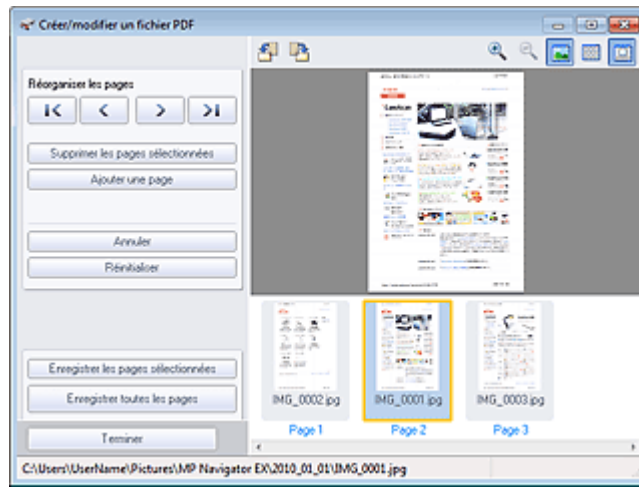 Créer/modifier un fichier PDF
Réorganiser les pages
Supprimer les pages sélectionnées
Ajouter une page
Annuler
Réinitialiser
Enregistrer les pages sélectionnées
Enregistrer toutes les pages
Terminer
IMG_0002.jpg
IMG_0001.jpg
IMG_0003.jpg
Page 1
Page 2
Page 3
C:\Users\UserName\Pictures\MP Navigator EX\2010_01_01\IMG_0001.jpg